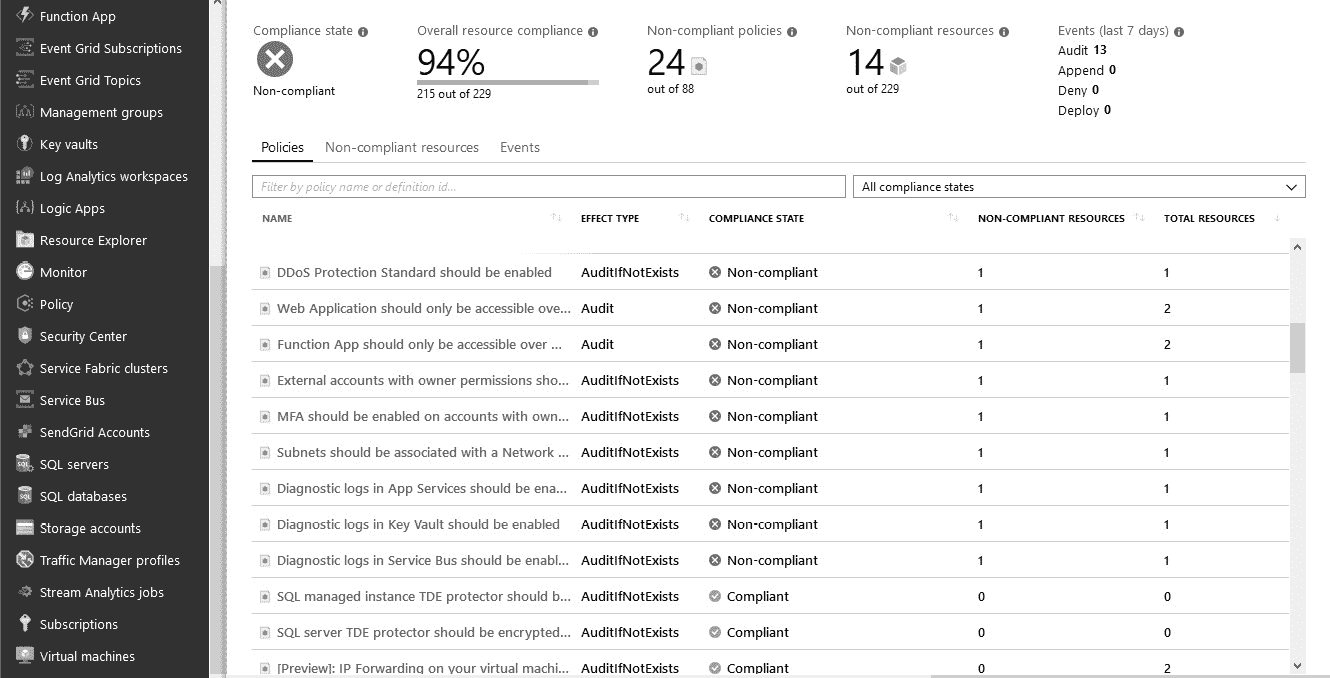 Function App
Event Grid Subscriptions
Event Grid Topics
Management groups
Key vaults
Log Analytics workspaces
Logic Apps
Resource Explorer
Monitor
Policy
Security Center
Service Fabric clusters
Service Bus
SendGrid Accounts
SQL servers
SQL databases
Storage accounts
Traffic Manager profiles
Stream Analytics jobs
Subscriptions
Virtual machines
Compliance state
Non-compliant
Overall resource compliance
94%
215 out of 229
Non-compliant policies
24
out of 88
Non-compliant resources
14
out of 229
Events (last 7 days)
Audit 13
Append 0
Deny 0
Deploy 0
Policies Non-compliant resources Events
Filter by policy name or definition id... All compliance states
NAME EFFECT TYPE COMPLIANCE STATE NON-COMPLIANT RESOURCES TOTAL RESOURCES
DDoS Protection Standard should be enabled AuditIfNotExists Non-compliant 1 1
Web Application should only be accessible ove... Audit Non-compliant 1 2
Function App should only be accessible over ... Audit Non-compliant 1 2
External accounts with owner permissions sho... AuditIfNotExists Non-compliant 1 1
MFA should be enabled on accounts with own... AuditIfNotExists Non-compliant 1 1
Subnets should be associated with a Network ... AuditIfNotExists Non-compliant 1 1
Diagnostic logs in App Services should be ena... AuditIfNotExists Non-compliant 1 1
Diagnostic logs in Key Vault should be enabled AuditIfNotExists Non-compliant 1 1
Diagnostic logs in Service Bus should be enabl... AuditIfNotExists Non-compliant 1 1
SQL managed instance TDE protector should b... AuditIfNotExists Compliant 0 0
SQL server TDE protector should be encrypted... AuditIfNotExists Compliant 0 0
[Preview]: IP Forwarding on your virtual machi... AuditIfNotExists Compliant 0 2